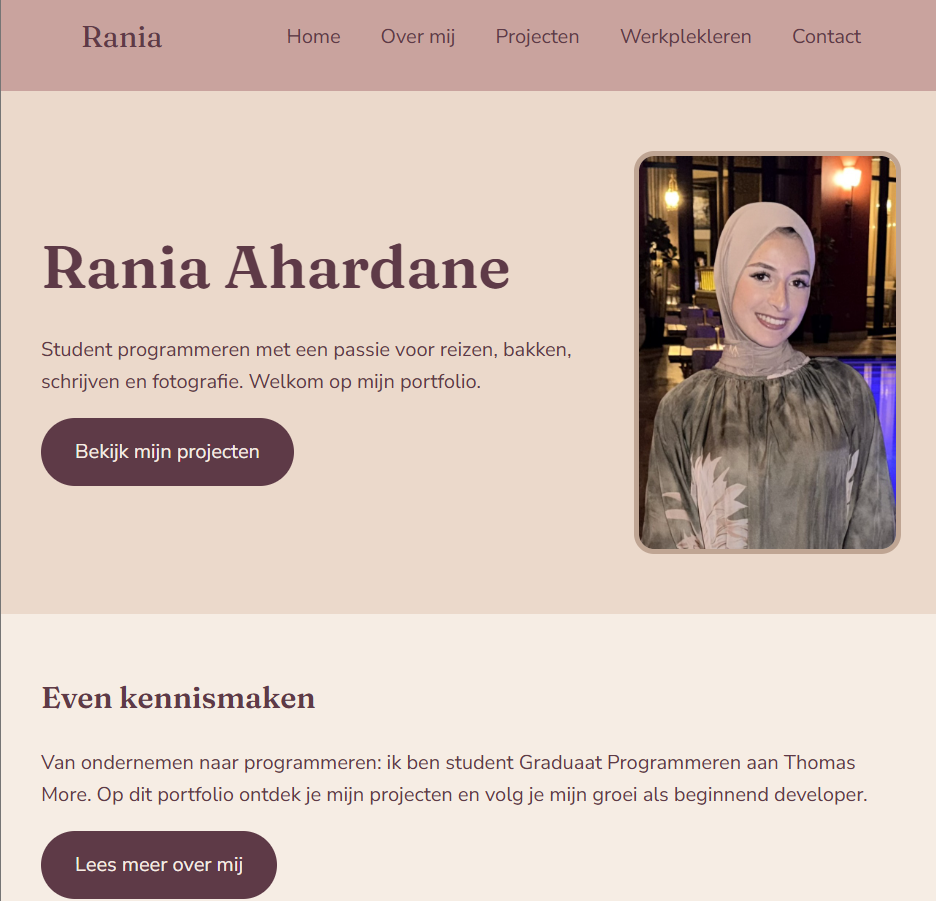 Rania
Home
Over mij
Projecten
Werkplekleren
Contact
Rania Ahardane
Student programmeren met een passie voor reizen, bakken,
schrijven en fotografie. Welkom op mijn portfolio.
Bekijk mijn projecten
Even kennismaken
Van ondernemen naar programmeren: ik ben student Graduaat Programmeren aan Thomas
More. Op dit portfolio ontdek je mijn projecten en volg je mijn groei als beginnend developer.
Lees meer over mij